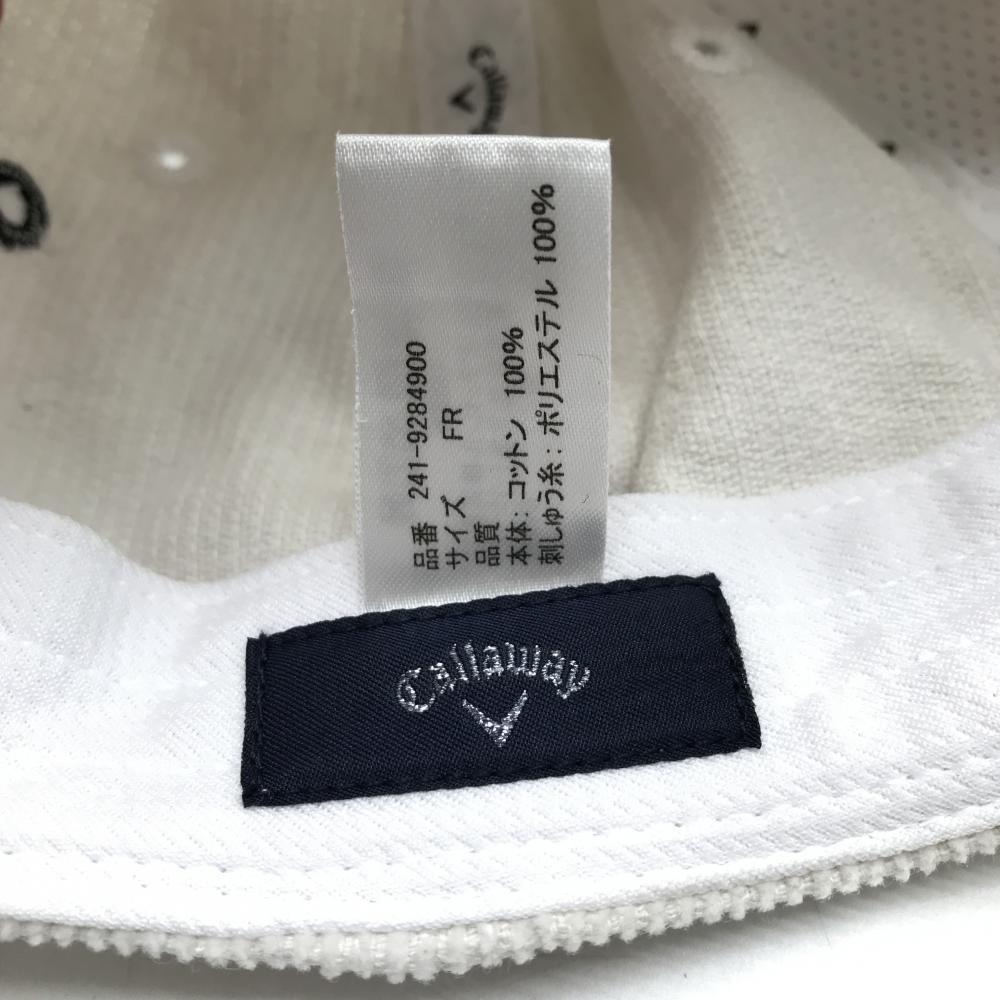 品番 241-9284900
サイズ FR
品質
本体: コットン 100%
刺しゅう糸: ポリエステル 100%
Callaway
Callaway